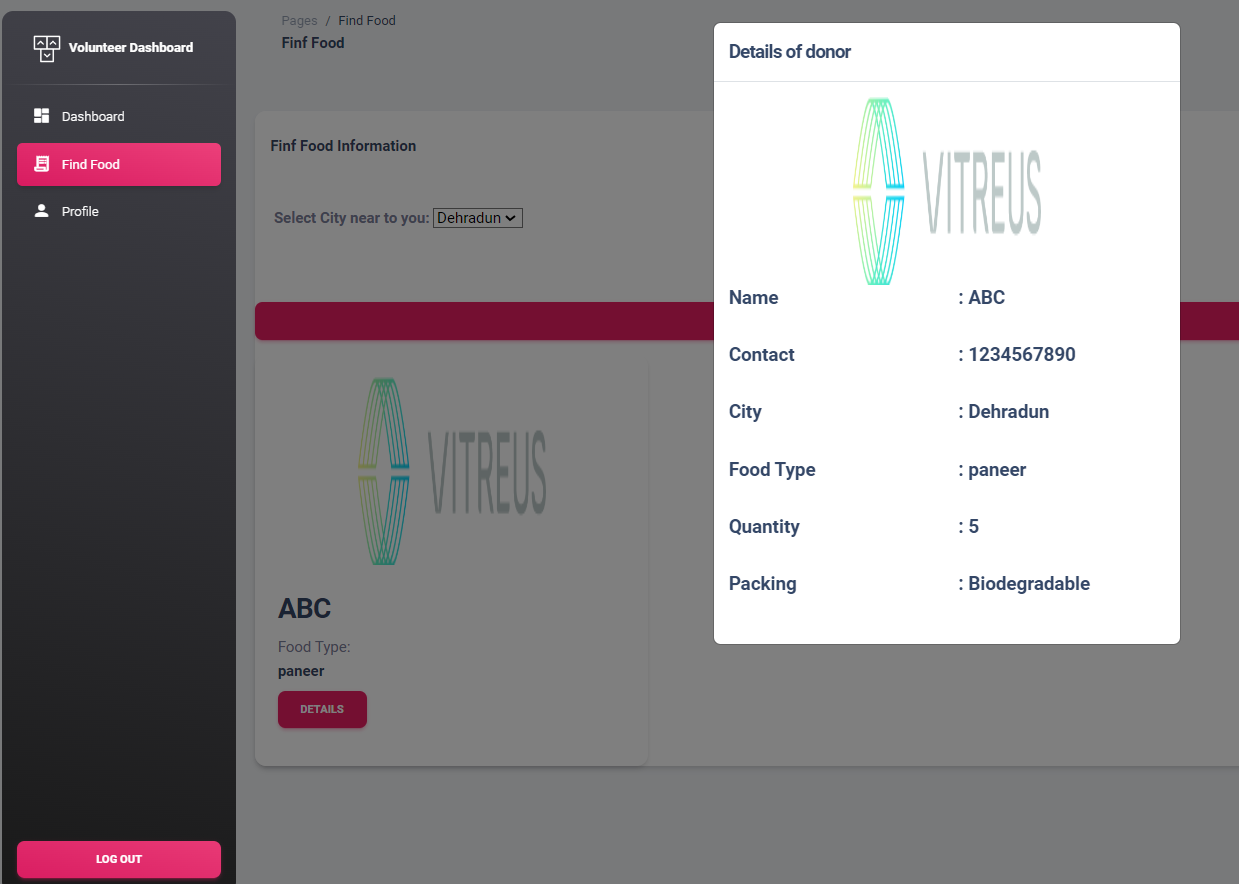 Volunteer Dashboard
Dashboard
Find Food
Profile
LOG OUT
Pages / Find Food
Finf Food
Finf Food Information
Select City near to you: Dehradun
VITREUS
ABC
Food Type:
paneer
DETAILS
Details of donor
VITREUS
Name : ABC
Contact : 1234567890
City : Dehradun
Food Type : paneer
Quantity : 5
Packing : Biodegradable